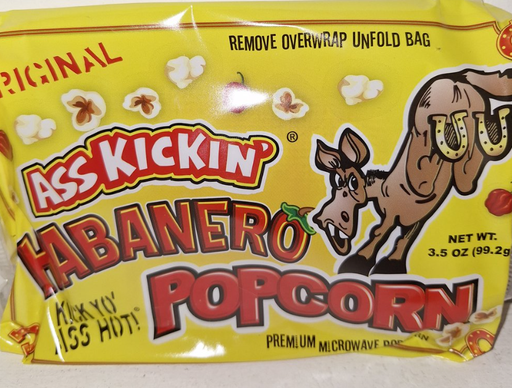 ORIGINAL
REMOVE OVERWRAP UNFOLD BAG
ASS KICKIN'®
HABANERO
POPCORN
NET WT.
3.5 OZ (99.2g
KICK YO'
ASS HOT!®
PREMIUM MICROWAVE